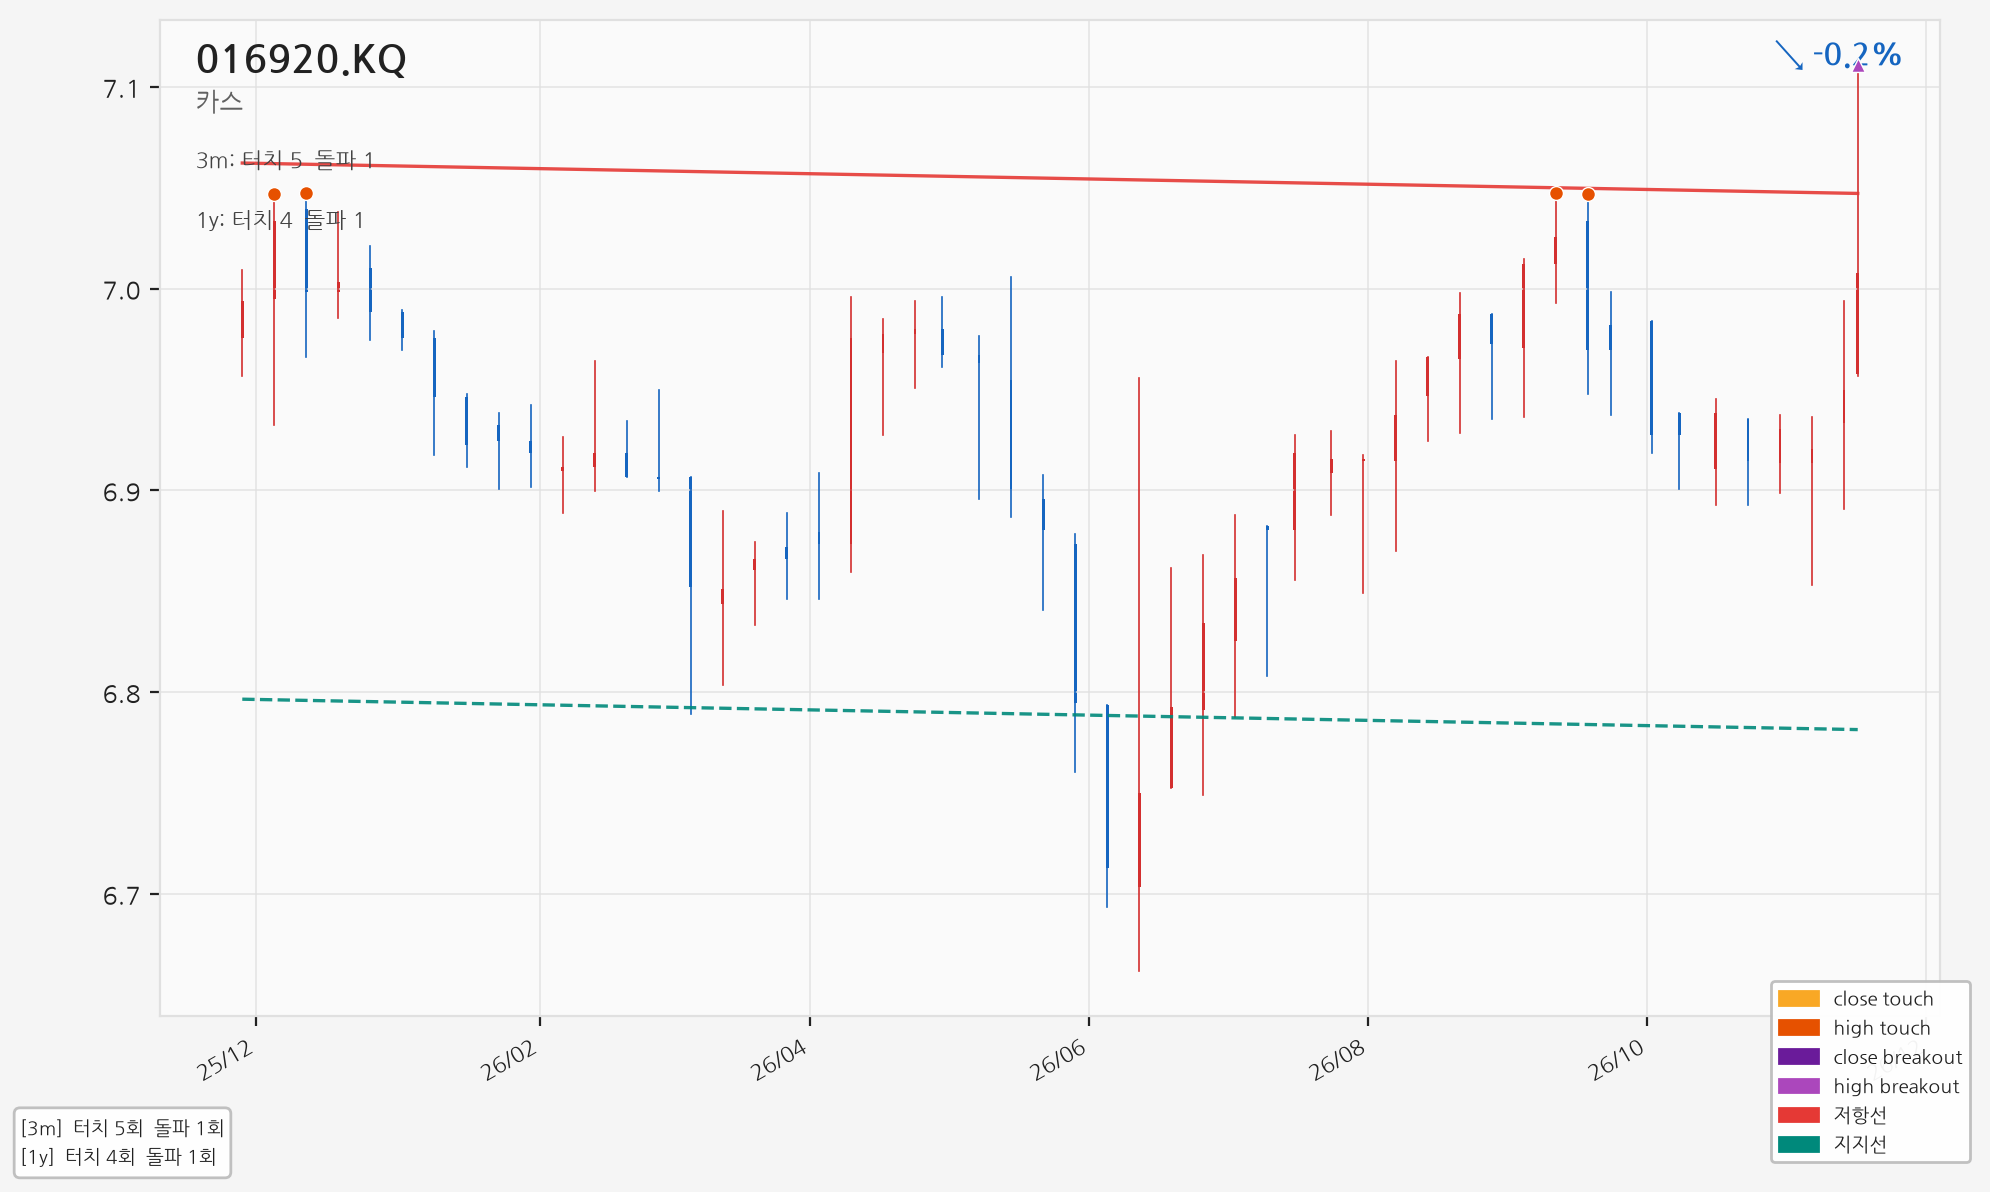 016920.KQ
-0.2%
카스
3m: 터치 5  돌파 1
1y: 터치 4  돌파 1
7.1
7.0
6.9
6.8
6.7
25/12
26/02
26/04
26/06
26/08
26/10
close touch
high touch
close breakout
high breakout
저항선
지지선
[3m]  터치 5회  돌파 1회
[1y]  터치 4회  돌파 1회